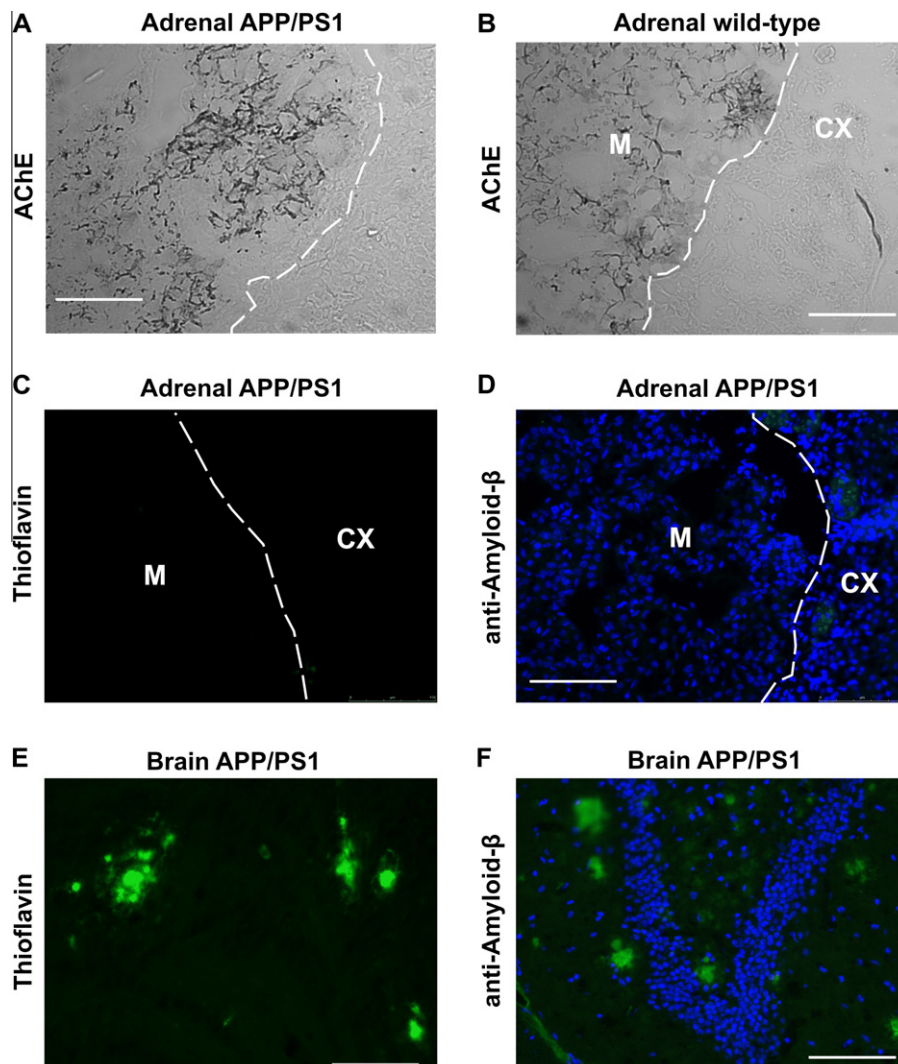 A
Adrenal APP/PS1
AChE
B
Adrenal wild-type
AChE
M
CX
C
Adrenal APP/PS1
Thioflavin
M
CX
D
Adrenal APP/PS1
anti-Amyloid-β
M
CX
E
Brain APP/PS1
Thioflavin
F
Brain APP/PS1
anti-Amyloid-β